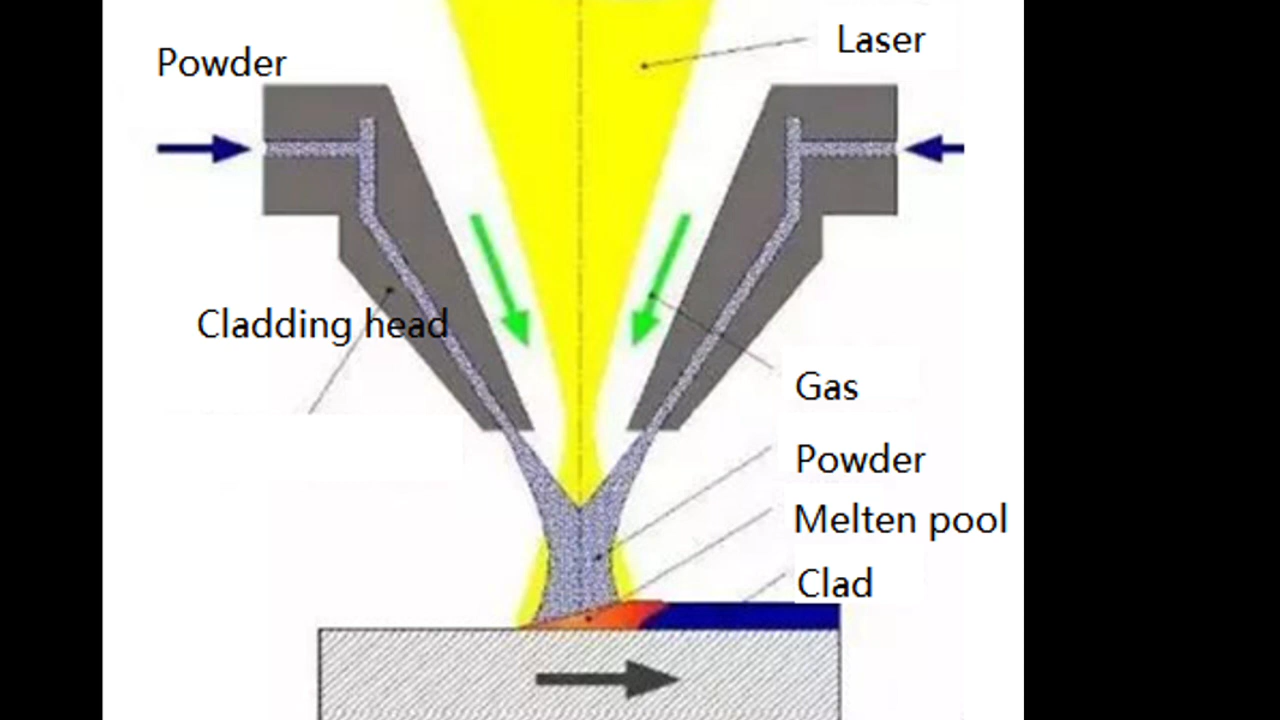 Laser
Powder
Cladding head
Gas
Powder
Melten pool
Clad